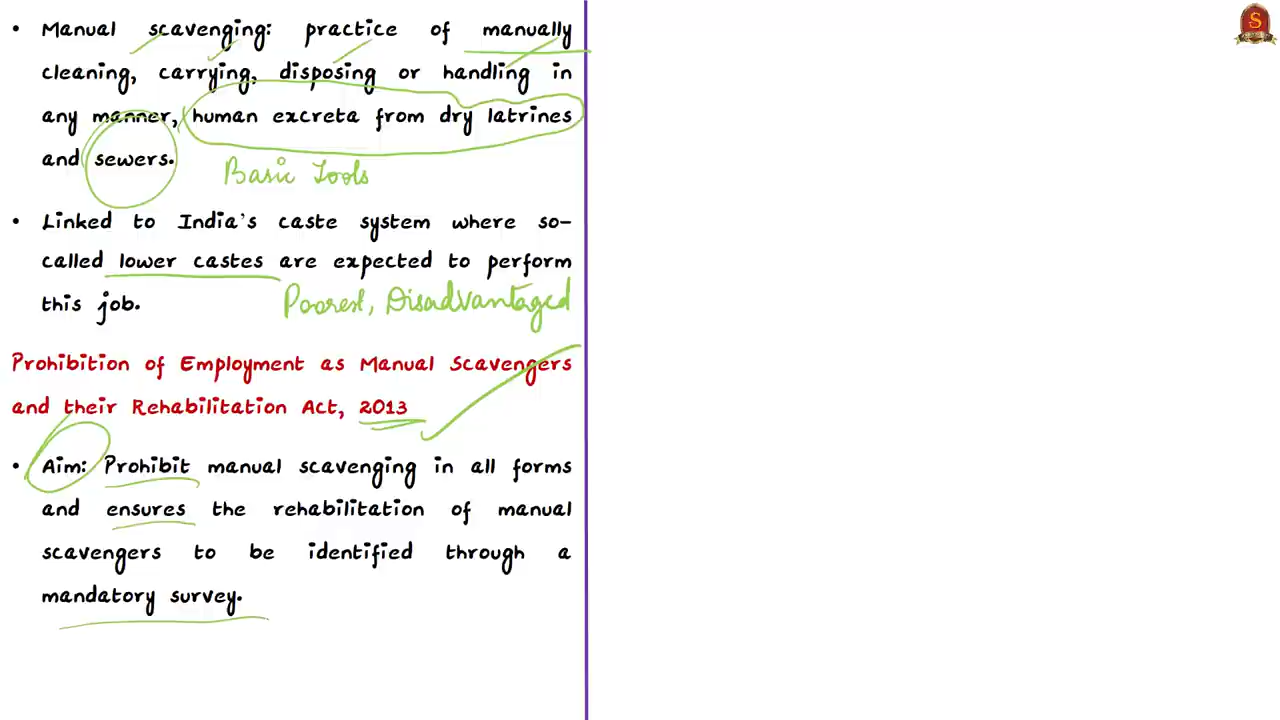 • Manual scavenging: practice of manually
cleaning, carrying, disposing or handling in
any manner, human excreta from dry latrines
and sewers.
Basic Tools
• Linked to India's caste system where so-
called lower castes are expected to perform
this job.
Poorest, Disadvantaged
Prohibition of Employment as Manual Scavengers
and their Rehabilitation Act, 2013
• Aim: Prohibit manual scavenging in all forms
and ensures the rehabilitation of manual
scavengers to be identified through a
mandatory survey.
S